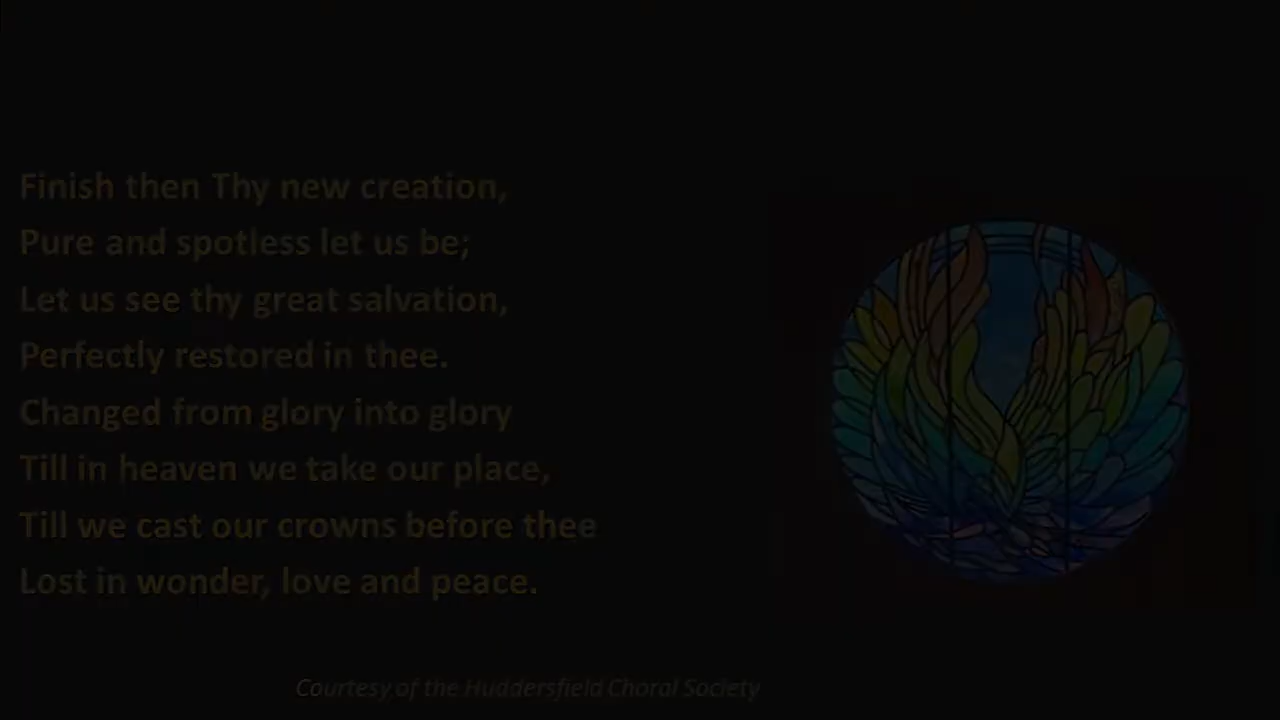 Finish then Thy new creation,
Pure and spotless let us be;
Let us see thy great salvation,
Perfectly restored in thee.
Changed from glory into glory
Till in heaven we take our place,
Till we cast our crowns before thee
Lost in wonder, love and peace.
Courtesy of the Huddersfield Choral Society